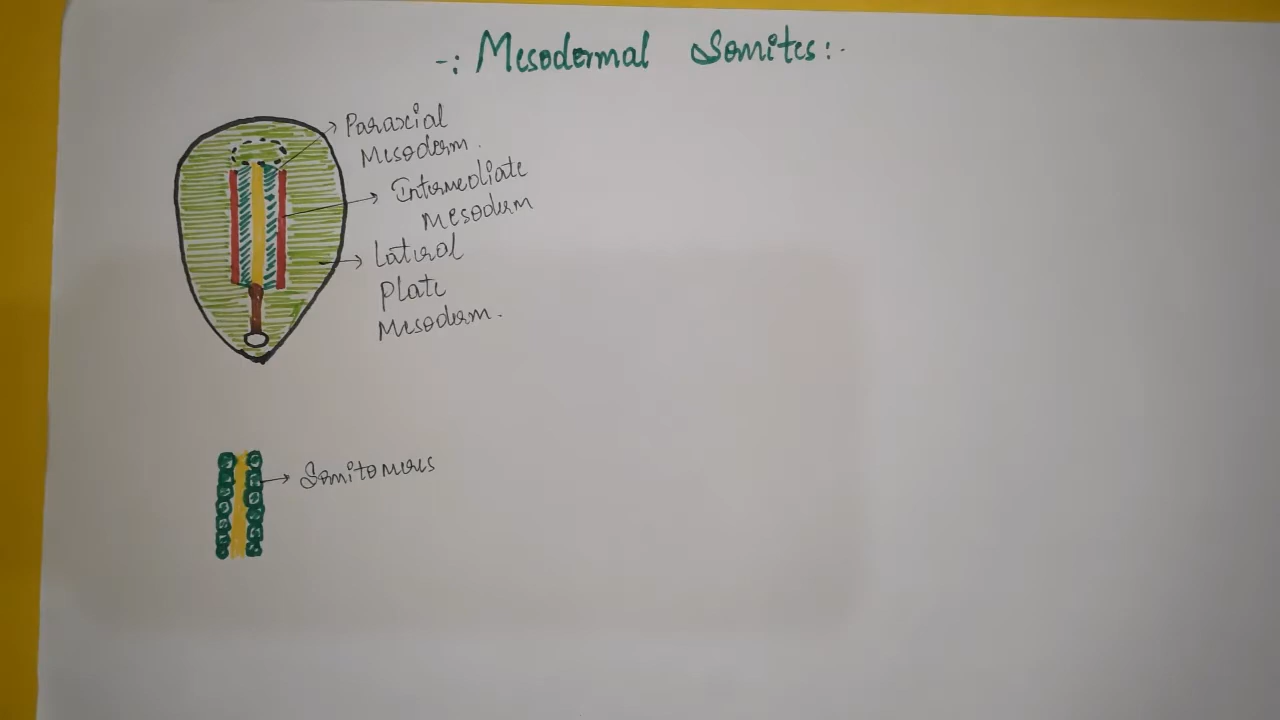 -: Mesodermal Somites:-
Paraxial
Mesoderm.
Intermediate
Mesoderm
Lateral
Plate
Mesoderm.
Somitomeres